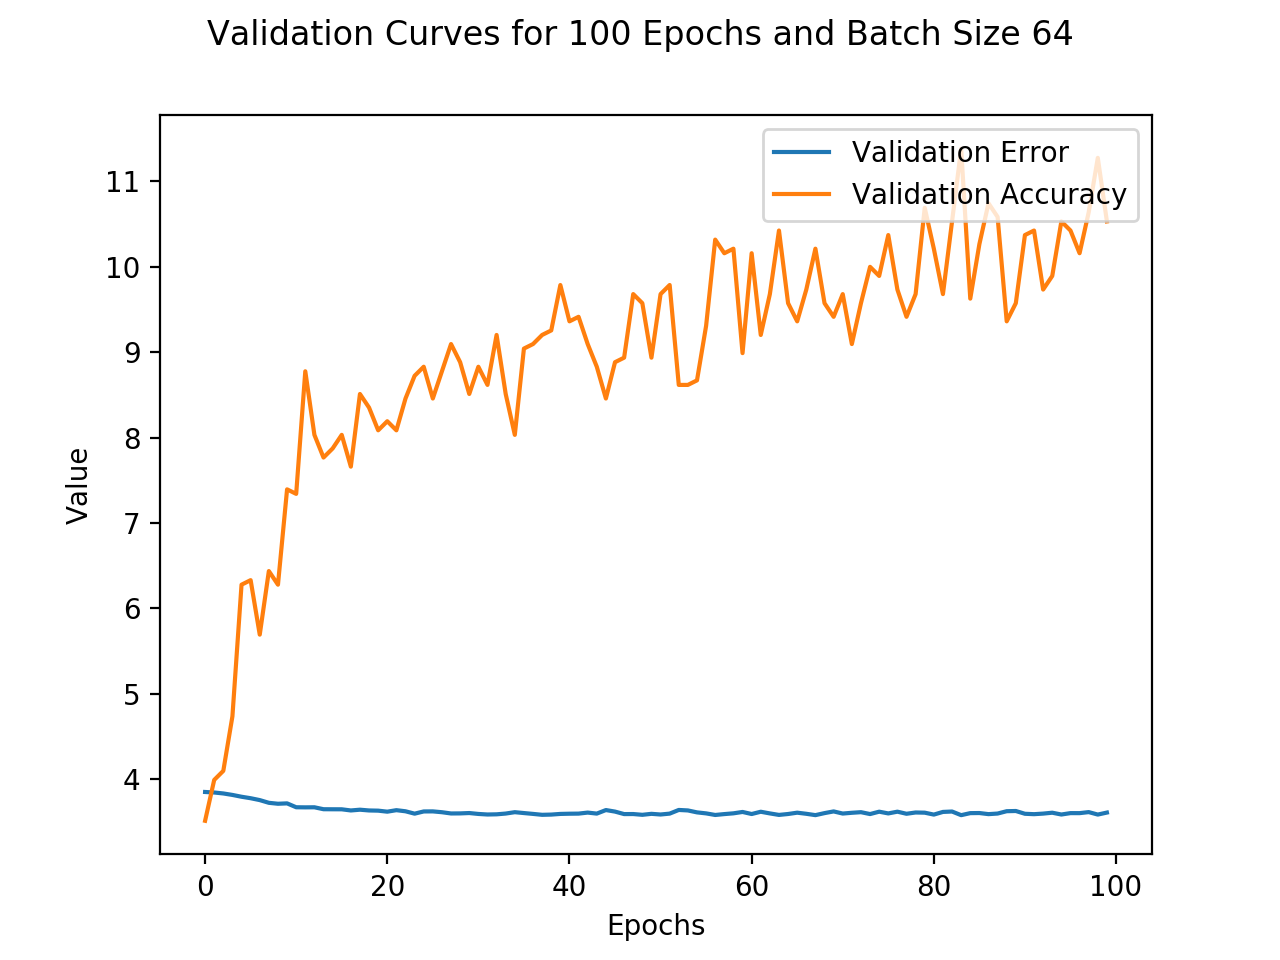 Validation Curves for 100 Epochs and Batch Size 64
Validation Error
Validation Accuracy
11
10
9
8
7
6
5
4
Value
0 20 40 60 80 100
Epochs